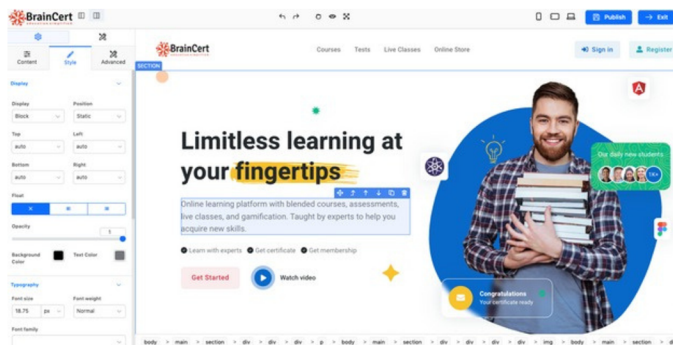 BrainCert
Publish
Exit
Content
Style
Advanced
BrainCert
Courses
Tests
Live Classes
Online Store
Sign in
Register
SECTION
Display
Display
Position
Block
Static
Top
Left
auto
auto
Bottom
Right
auto
auto
Float
Opacity
1
Background Color
Text Color
Typography
Font size
Font weight
18.75
px
Normal
Font family
Limitless learning at
your fingertips
Online learning platform with blended courses, assessments,
live classes, and gamification. Taught by experts to help you
acquire new skills.
Learn with experts
Get certificate
Get membership
Get Started
Watch video
Our daily new students
Congratulations
Your certificate ready
body > main > section > div > div > div > p > body > main > section > div > div > div > div > img > body > main > section >